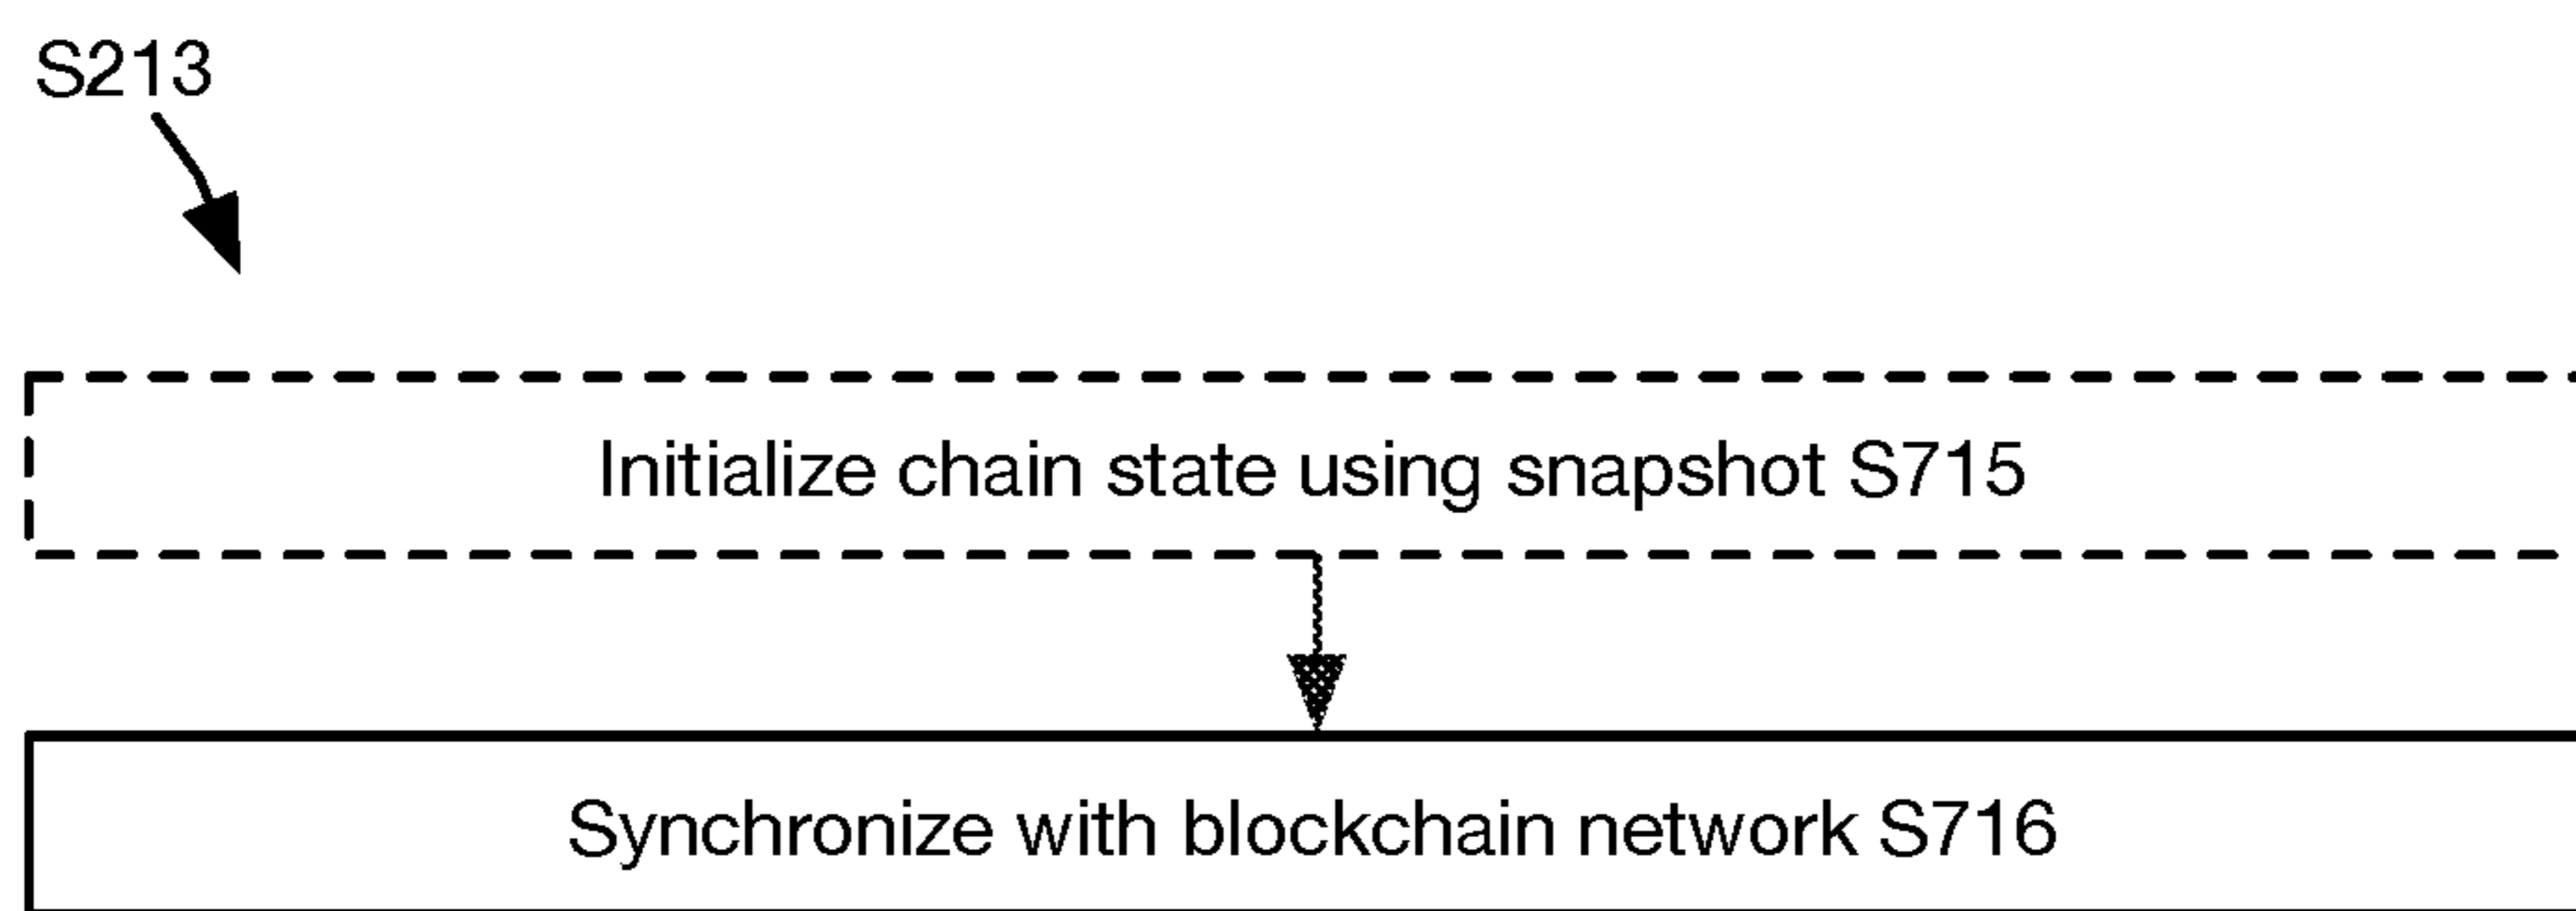 S213
Initialize chain state using snapshot S715
Synchronize with blockchain network S716